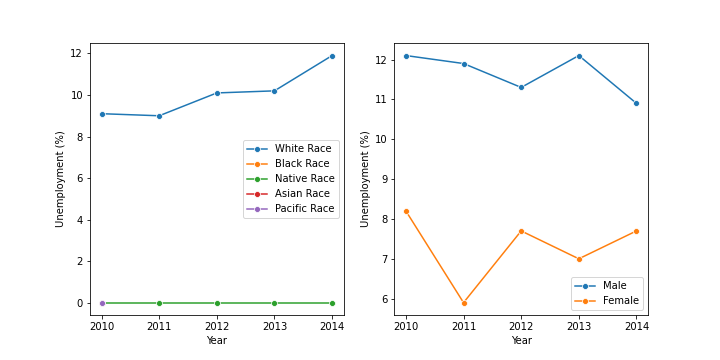 12
10
8
6
4
2
0
Unemployment (%)
2010 2011 2012 2013 2014
Year
White Race
Black Race
Native Race
Asian Race
Pacific Race
12
11
10
9
8
7
6
Unemployment (%)
2010 2011 2012 2013 2014
Year
Male
Female